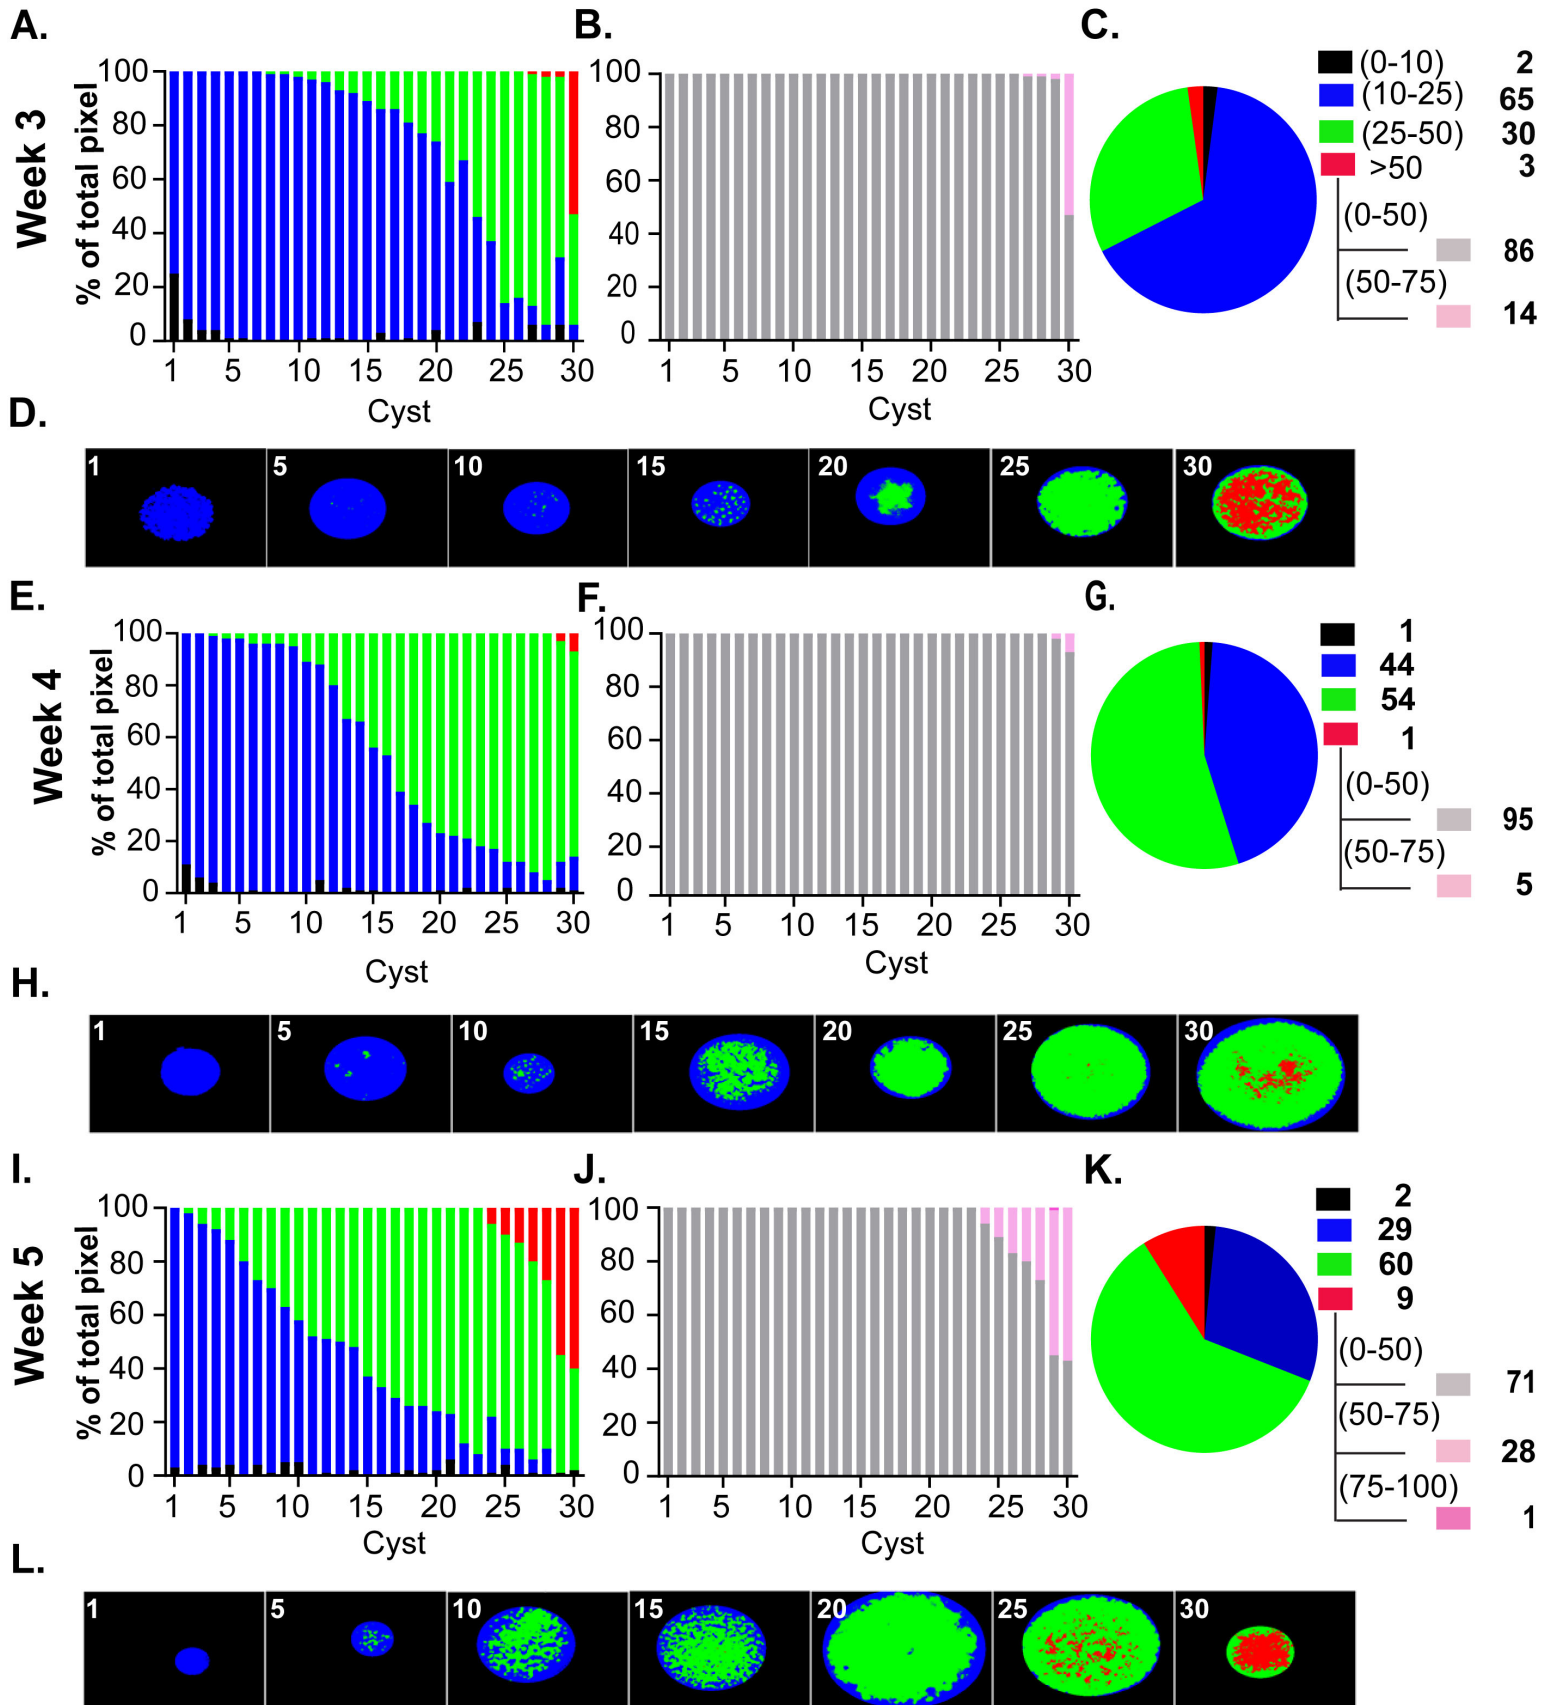 A.
B.
C.
Week 3
% of total pixel
100
80
60
40
20
0
1 5 10 15 20 25 30
Cyst
100
80
60
40
20
0
1 5 10 15 20 25 30
Cyst
(0-10) 2
(10-25) 65
(25-50) 30
>50 3
(0-50)
86
(50-75)
14
D.
1 5 10 15 20 25 30
E.
F.
G.
Week 4
% of total pixel
100
80
60
40
20
0
1 5 10 15 20 25 30
Cyst
100
80
60
40
20
0
1 5 10 15 20 25 30
Cyst
1
44
54
1
(0-50)
95
(50-75)
5
H.
1 5 10 15 20 25 30
I.
J.
K.
Week 5
% of total pixel
100
80
60
40
20
0
1 5 10 15 20 25 30
Cyst
100
80
60
40
20
0
1 5 10 15 20 25 30
Cyst
2
29
60
9
(0-50)
71
(50-75)
28
(75-100)
1
L.
1 5 10 15 20 25 30